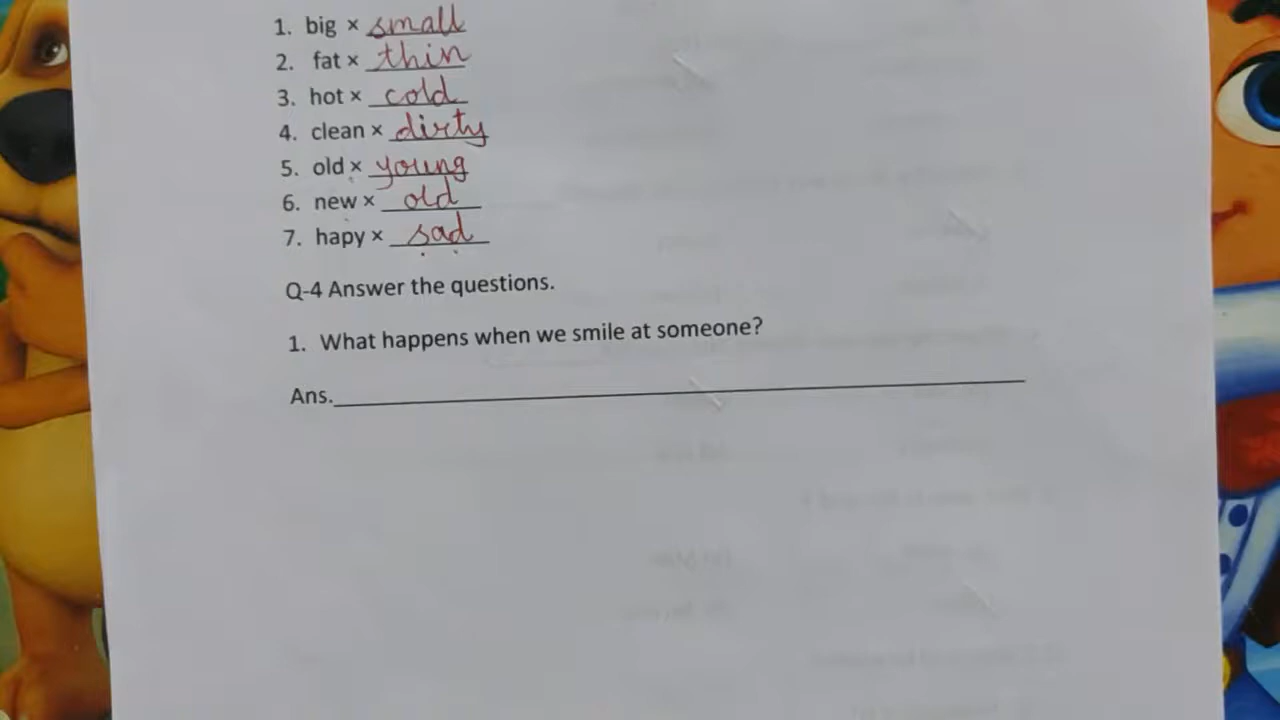 1. big × small
2. fat × thin
3. hot × cold
4. clean × dirty
5. old × young
6. new × old
7. hapy × sad
Q-4 Answer the questions.
1. What happens when we smile at someone?
Ans.